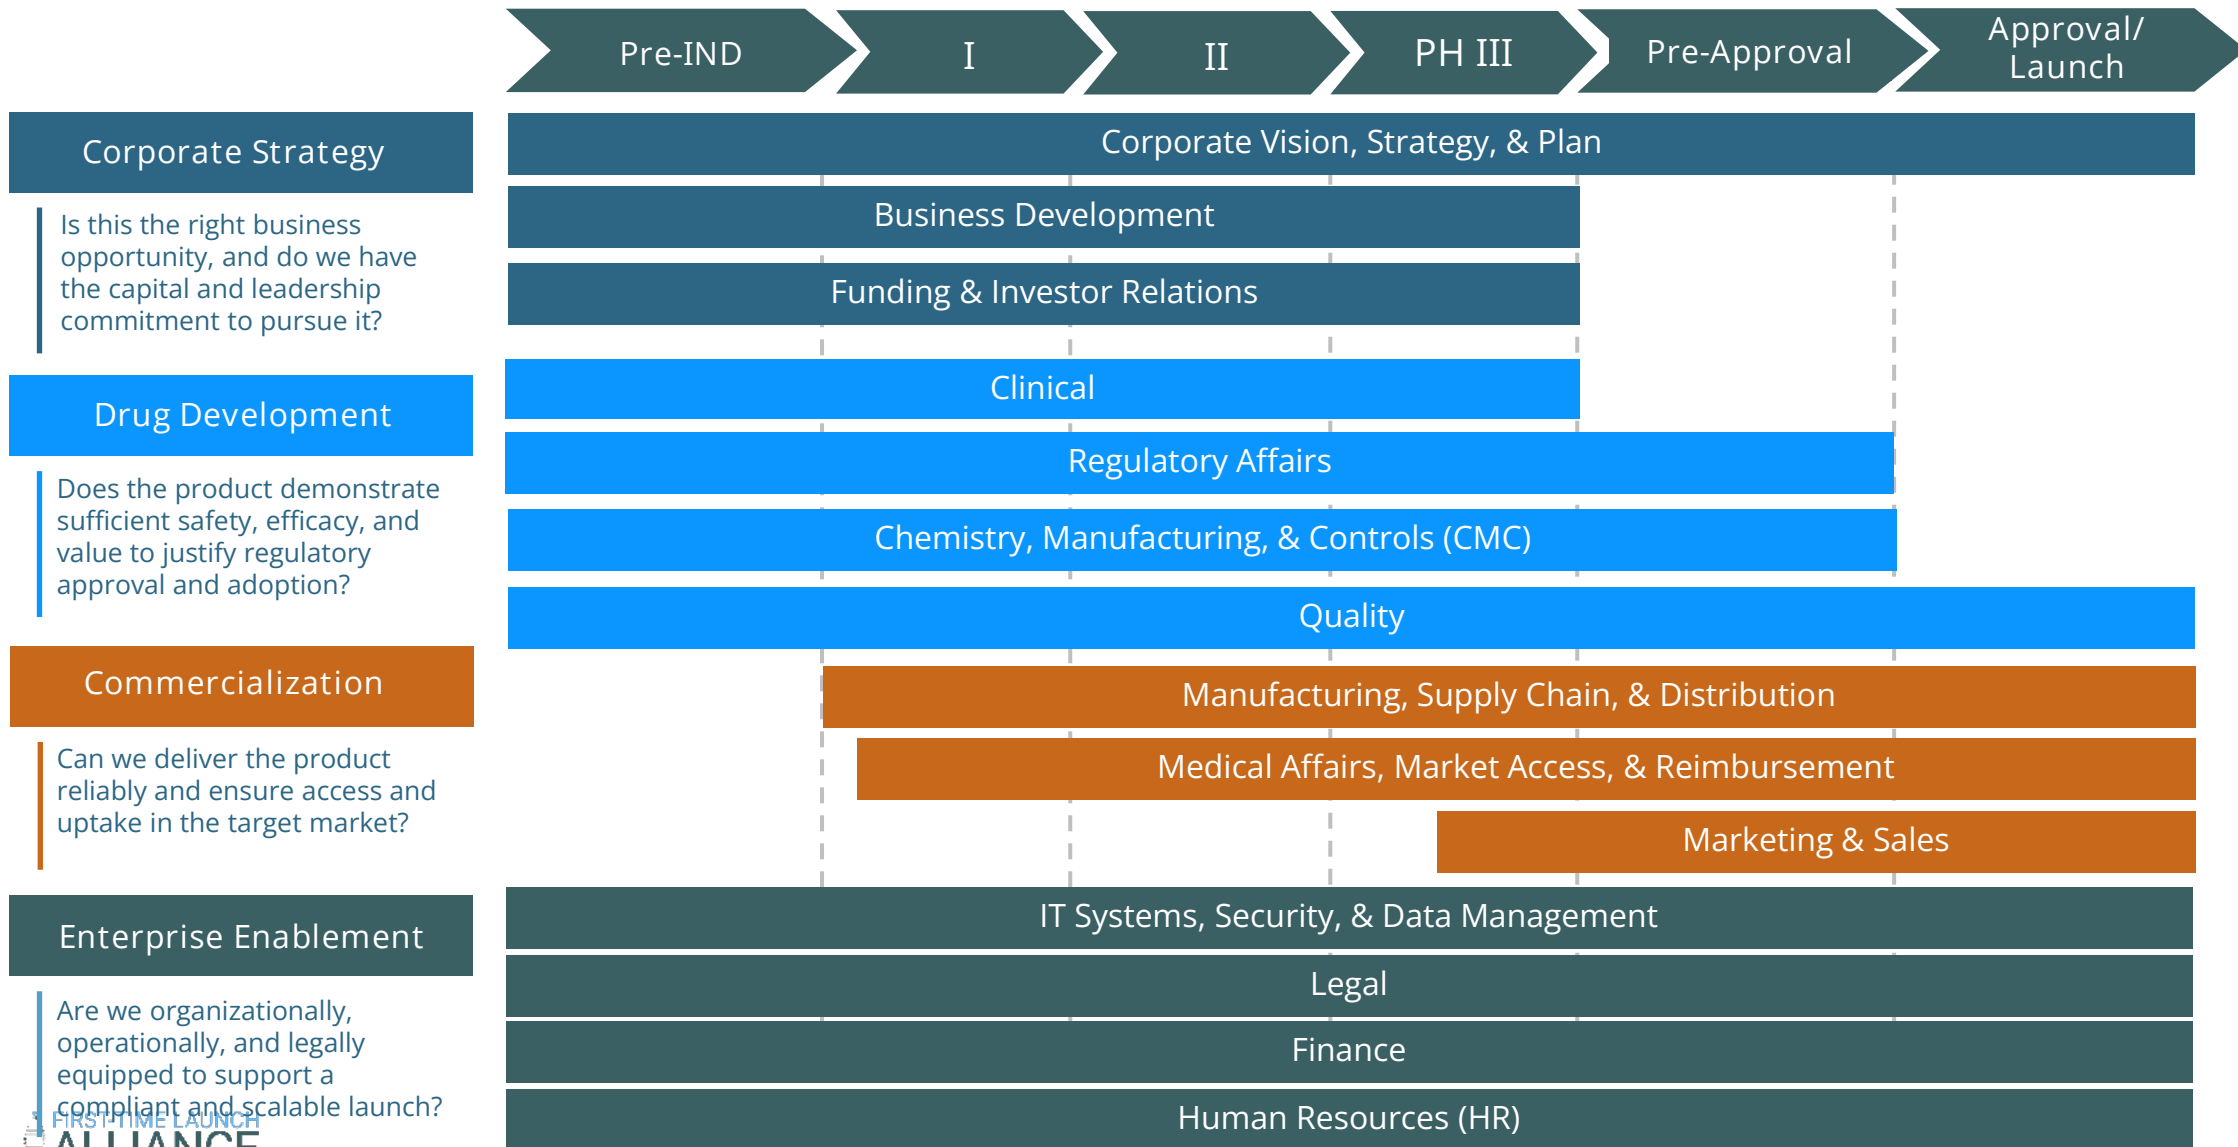 Pre-IND
I
II
PH III
Pre-Approval
Approval/
Launch
Corporate Strategy
Is this the right business
opportunity, and do we have
the capital and leadership
commitment to pursue it?
Corporate Vision, Strategy, & Plan
Business Development
Funding & Investor Relations
Drug Development
Does the product demonstrate
sufficient safety, efficacy, and
value to justify regulatory
approval and adoption?
Clinical
Regulatory Affairs
Chemistry, Manufacturing, & Controls (CMC)
Quality
Commercialization
Can we deliver the product
reliably and ensure access and
uptake in the target market?
Manufacturing, Supply Chain, & Distribution
Medical Affairs, Market Access, & Reimbursement
Marketing & Sales
Enterprise Enablement
Are we organizationally,
operationally, and legally
equipped to support a
compliant and scalable launch?
IT Systems, Security, & Data Management
Legal
Finance
Human Resources (HR)
FIRST-TIME LAUNCH
ALLIANCE